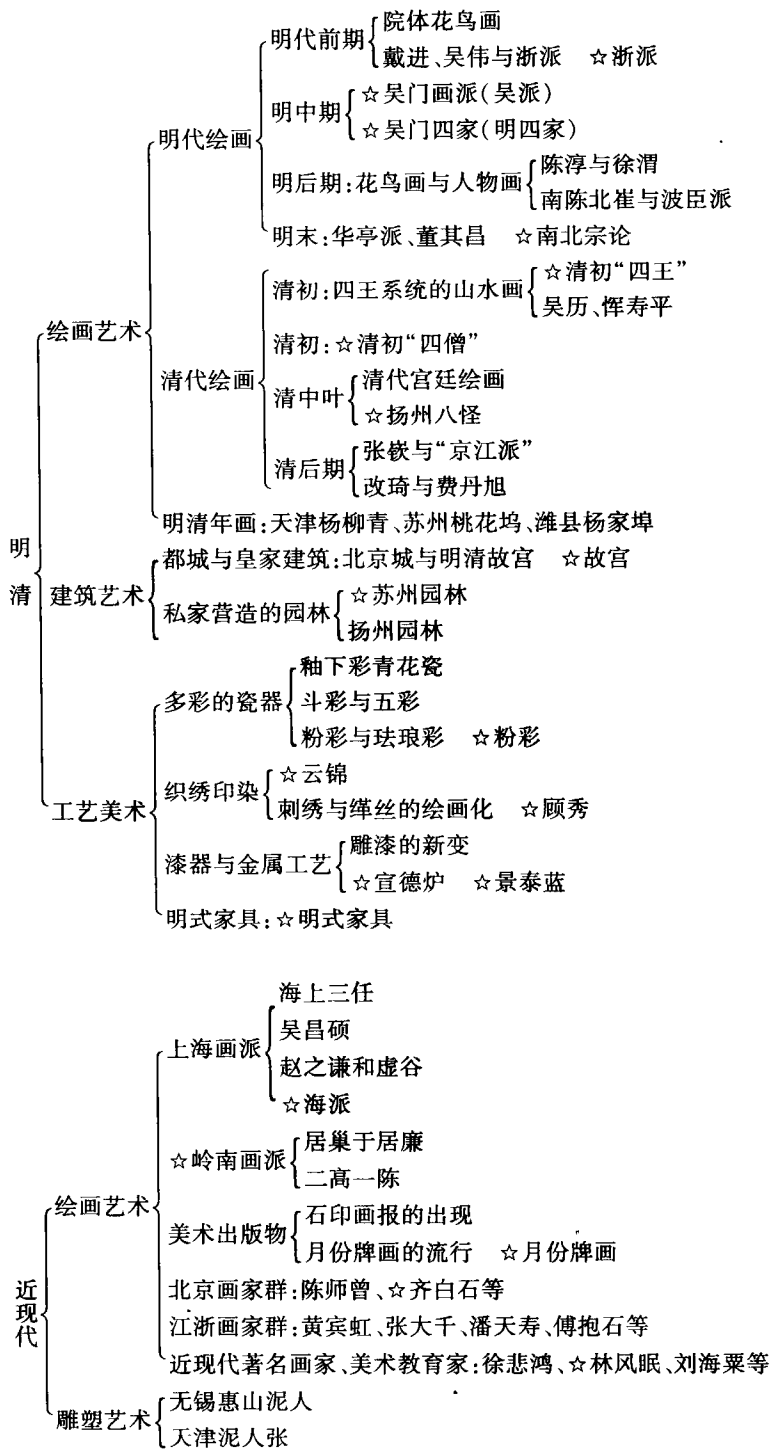 院体花鸟画
明代前期
戴进、吴伟与浙派 ☆浙派
☆吴门画派(吴派)
明中期
☆吴门四家(明四家)
明代绘画
陈淳与徐渭
明后期:花鸟画与人物画
南陈北崔与波臣派
明末:华亭派、董其昌 ☆南北宗论
☆清初“四王”
清初:四王系统的山水画
吴历、恽寿平
绘画艺术
清初:☆清初“四僧”
清代绘画
清代宫廷绘画
清中叶
☆扬州八怪
张崟与“京江派”
清后期
改琦与费丹旭
明清年画:天津杨柳青、苏州桃花坞、潍县杨家埠
明清
都城与皇家建筑:北京城与明清故宫 ☆故宫
建筑艺术
☆苏州园林
私家营造的园林
扬州园林
釉下彩青花瓷
多彩的瓷器
斗彩与五彩
粉彩与珐琅彩 ☆粉彩
☆云锦
织绣印染
刺绣与缂丝的绘画化 ☆顾秀
工艺美术
雕漆的新变
漆器与金属工艺
☆宣德炉 ☆景泰蓝
明式家具:☆明式家具
海上三任
吴昌硕
上海画派
赵之谦和虚谷
☆海派
居巢于居廉
☆岭南画派
二高一陈
绘画艺术
石印画报的出现
美术出版物
月份牌画的流行 ☆月份牌画
北京画家群:陈师曾、☆齐白石等
近现代
江浙画家群:黄宾虹、张大千、潘天寿、傅抱石等
近现代著名画家、美术教育家:徐悲鸿、☆林风眠、刘海粟等
无锡惠山泥人
雕塑艺术
天津泥人张